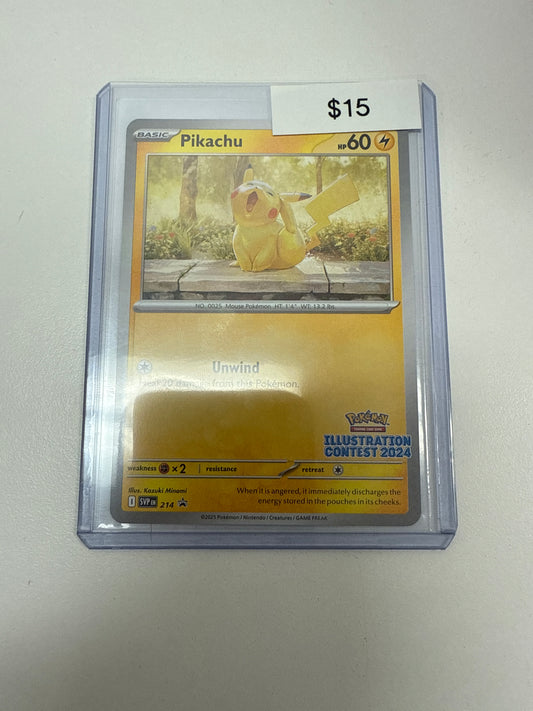 $15
BASIC Pikachu HP 60
NO. 0025 Mouse Pokémon HT: 1'4" WT: 13.2 lbs.
Unwind
Heal 20 damage from this Pokémon.
Pokémon
TRADING CARD GAME
ILLUSTRATION
CONTEST 2024
weakness ×2 resistance retreat
Illus. Kazuki Minami
When it is angered, it immediately discharges the
energy stored in the pouches in its cheeks.
SVP EN 214
©2025 Pokémon / Nintendo / Creatures / GAME FREAK